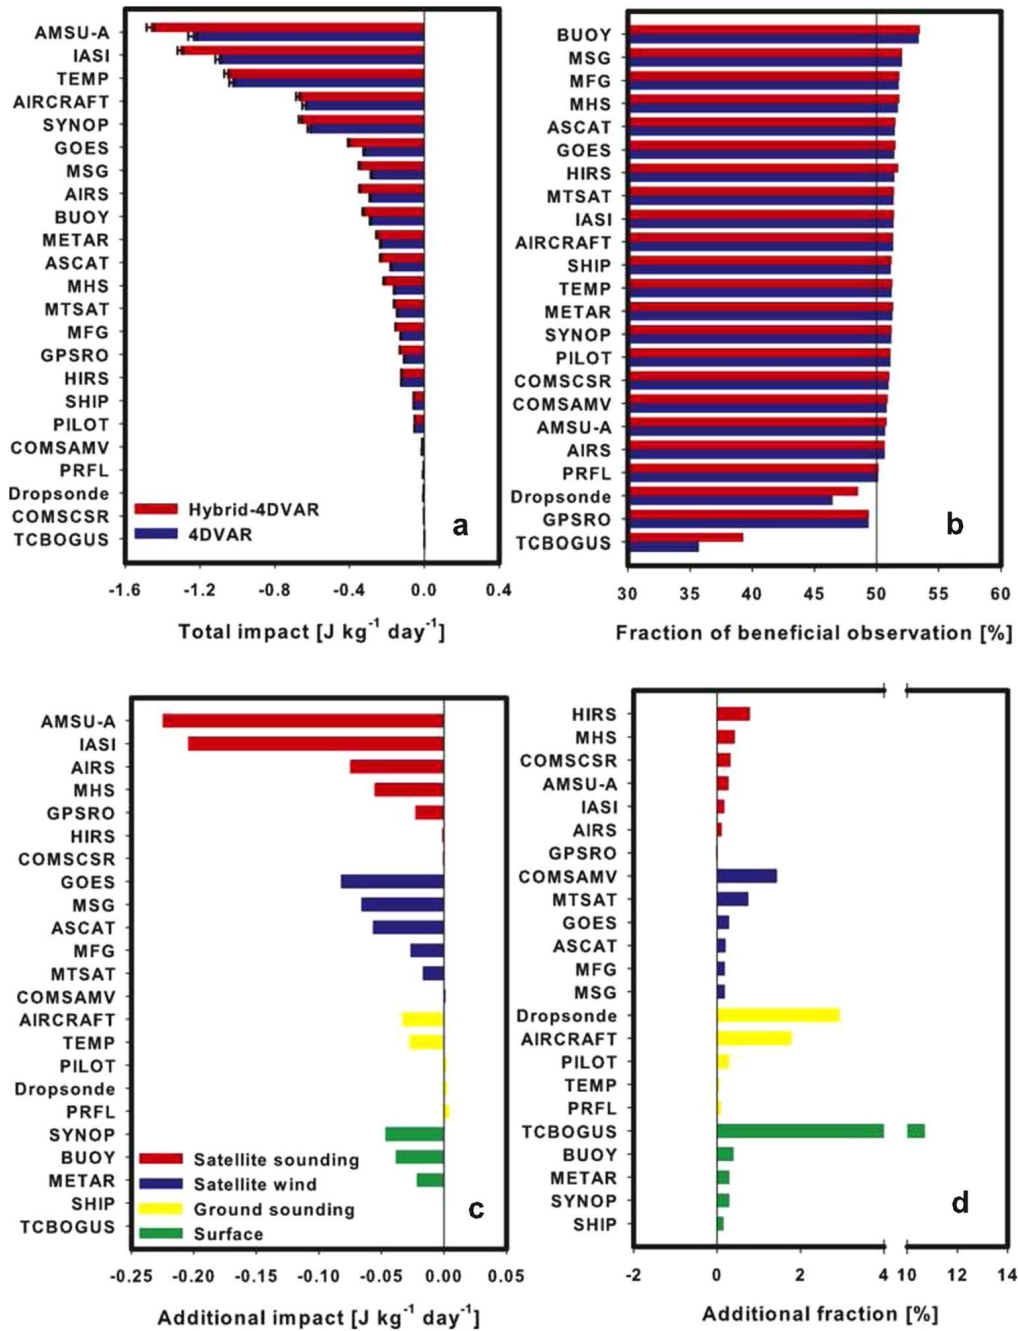 AMSU-A
IASI
TEMP
AIRCRAFT
SYNOP
GOES
MSG
AIRS
BUOY
METAR
ASCAT
MHS
MTSAT
MFG
GPSRO
HIRS
SHIP
PILOT
COMSAMV
PRFL
Dropsonde
COMSCSR
TCBOGUS
Hybrid-4DVAR
4DVAR
a
-1.6 -1.2 -0.8 -0.4 0.0 0.4
Total impact [J kg⁻¹ day⁻¹]
BUOY
MSG
MFG
MHS
ASCAT
GOES
HIRS
MTSAT
IASI
AIRCRAFT
SHIP
TEMP
METAR
SYNOP
PILOT
COMSCSR
COMSAMV
AMSU-A
AIRS
PRFL
Dropsonde
GPSRO
TCBOGUS
b
30 35 40 45 50 55 60
Fraction of beneficial observation [%]
AMSU-A
IASI
AIRS
MHS
GPSRO
HIRS
COMSCSR
GOES
MSG
ASCAT
MFG
MTSAT
COMSAMV
AIRCRAFT
TEMP
PILOT
Dropsonde
PRFL
SYNOP
BUOY
METAR
SHIP
TCBOGUS
Satellite sounding
Satellite wind
Ground sounding
Surface
c
-0.25 -0.20 -0.15 -0.10 -0.05 0.00 0.05
Additional impact [J kg⁻¹ day⁻¹]
HIRS
MHS
COMSCSR
AMSU-A
IASI
AIRS
GPSRO
COMSAMV
MTSAT
GOES
ASCAT
MFG
MSG
Dropsonde
AIRCRAFT
PILOT
TEMP
PRFL
TCBOGUS
BUOY
METAR
SYNOP
SHIP
d
-2 0 2 4 10 12 14
Additional fraction [%]